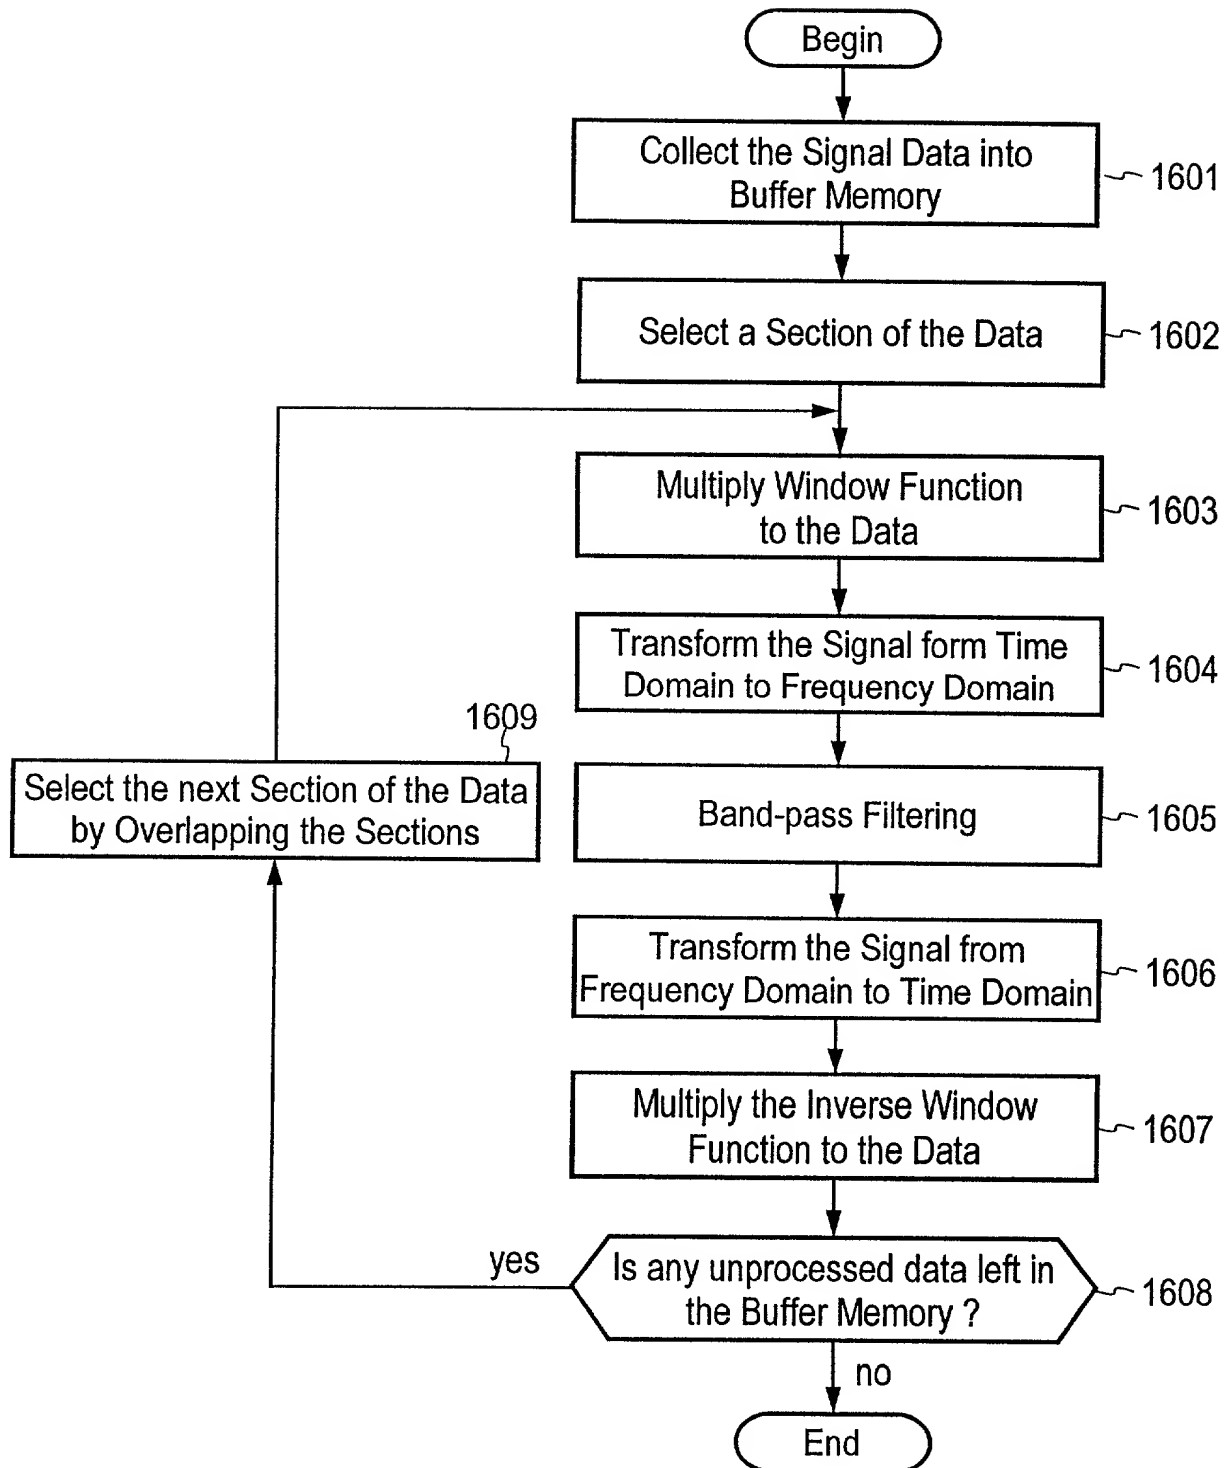 Begin
Collect the Signal Data into
Buffer Memory
1601
Select a Section of the Data
1602
Multiply Window Function
to the Data
1603
Transform the Signal form Time
Domain to Frequency Domain
1604
1609
Select the next Section of the Data
by Overlapping the Sections
Band-pass Filtering
1605
Transform the Signal from
Frequency Domain to Time Domain
1606
Multiply the Inverse Window
Function to the Data
1607
yes
Is any unprocessed data left in
the Buffer Memory ?
1608
no
End